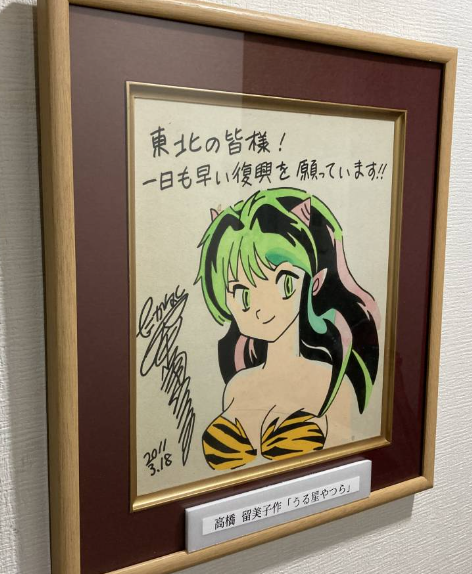 東北の皆様！
一日も早い復興を願っています!!
2011
3.18
高橋 留美子作「うる星やつら」